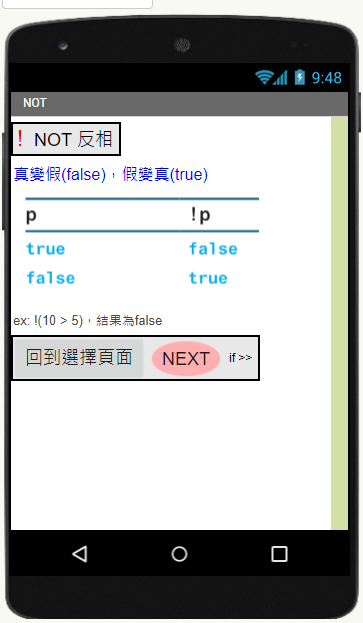 9:48
NOT
! NOT 反相
真變假(false)，假變真(true)
p !p
true false
false true
ex: !(10 > 5)，結果為false
回到選擇頁面 NEXT if >>